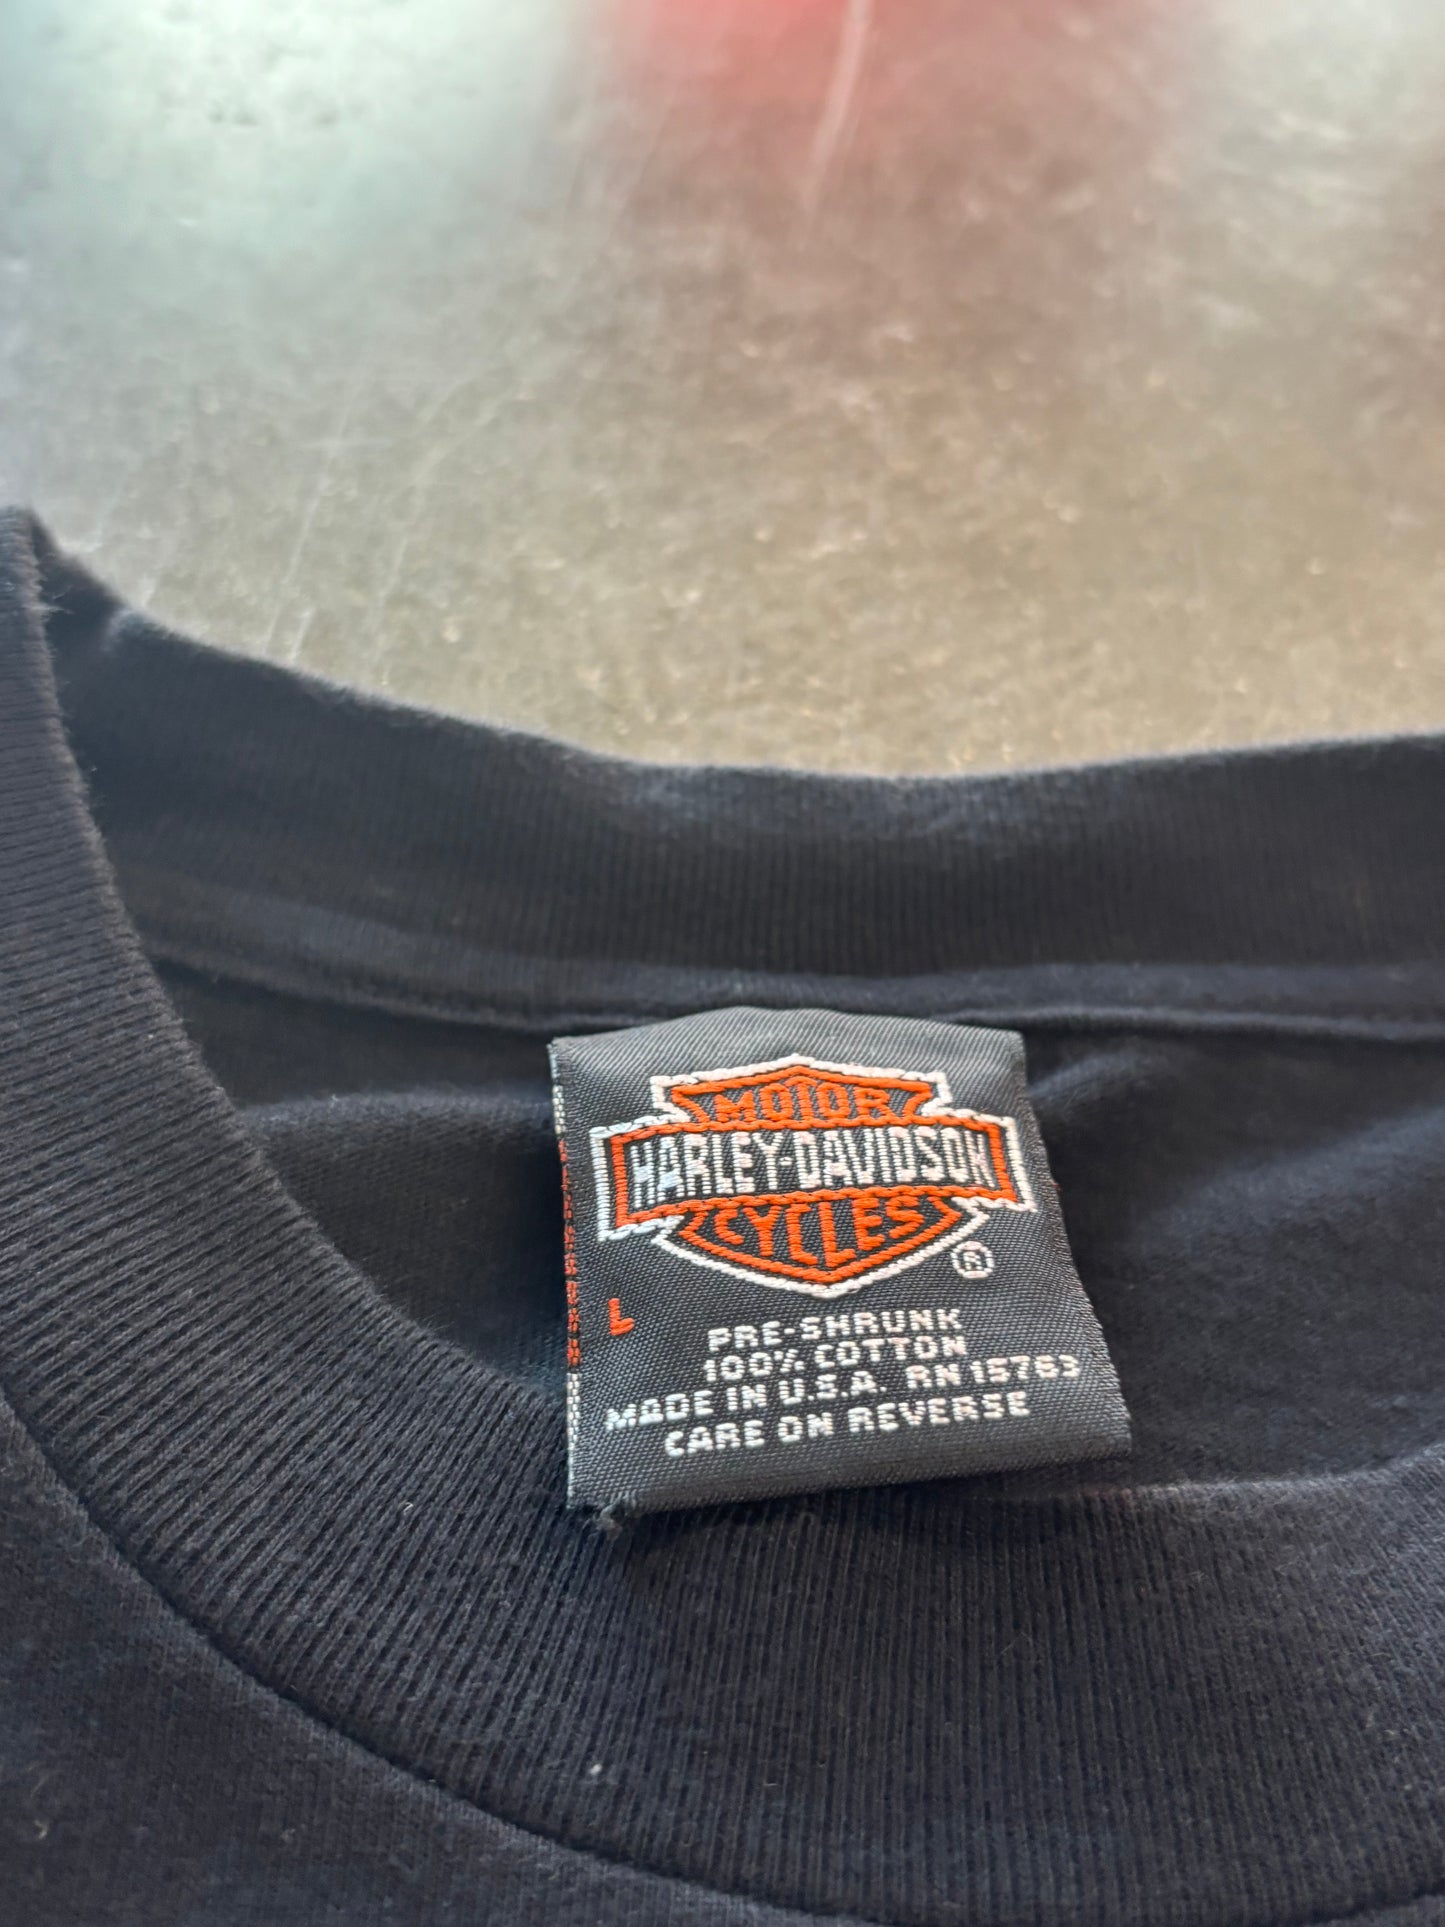 MOTOR
HARLEY-DAVIDSON
CYCLES
®
L
PRE-SHRUNK
100% COTTON
MADE IN U.S.A. RN 15763
CARE ON REVERSE